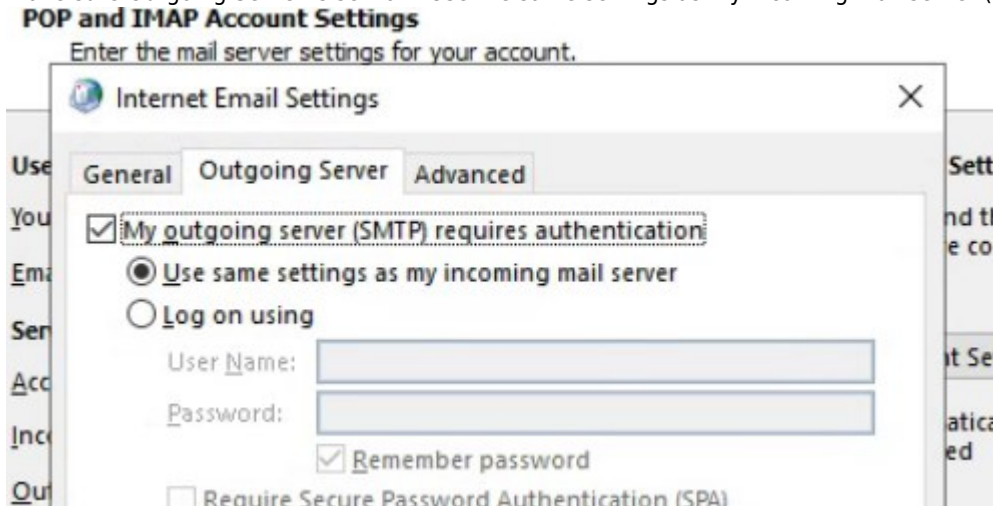 POP and IMAP Account Settings
Enter the mail server settings for your account.
Internet Email Settings
General Outgoing Server Advanced
My outgoing server (SMTP) requires authentication
Use same settings as my incoming mail server
Log on using
User Name:
Password:
Remember password
Require Secure Password Authentication (SPA)